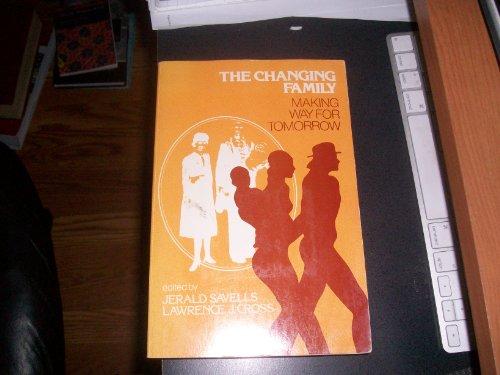 THE CHANGING
FAMILY
MAKING
WAY FOR
TOMORROW
edited by
JERALD SAVELLS
LAWRENCE J. CROSS